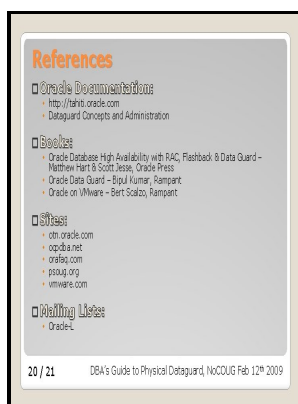 References
Oracle Documentation:
http://tahiti.oracle.com
Dataguard Concepts and Administration
Books:
Oracle Database High Availability with RAC, Flashback & Data Guard –
Matthew Hart & Scott Jesse, Oracle Press
Oracle Data Guard – Bipul Kumar, Rampant
Oracle on VMware – Bert Scalzo, Rampant
Sites:
otn.oracle.com
ocpdba.net
orafaq.com
psoug.org
vmware.com
Mailing Lists:
Oracle-L
20 / 21 DBA's Guide to Physical Dataguard, NoCOUG Feb 12th 2009